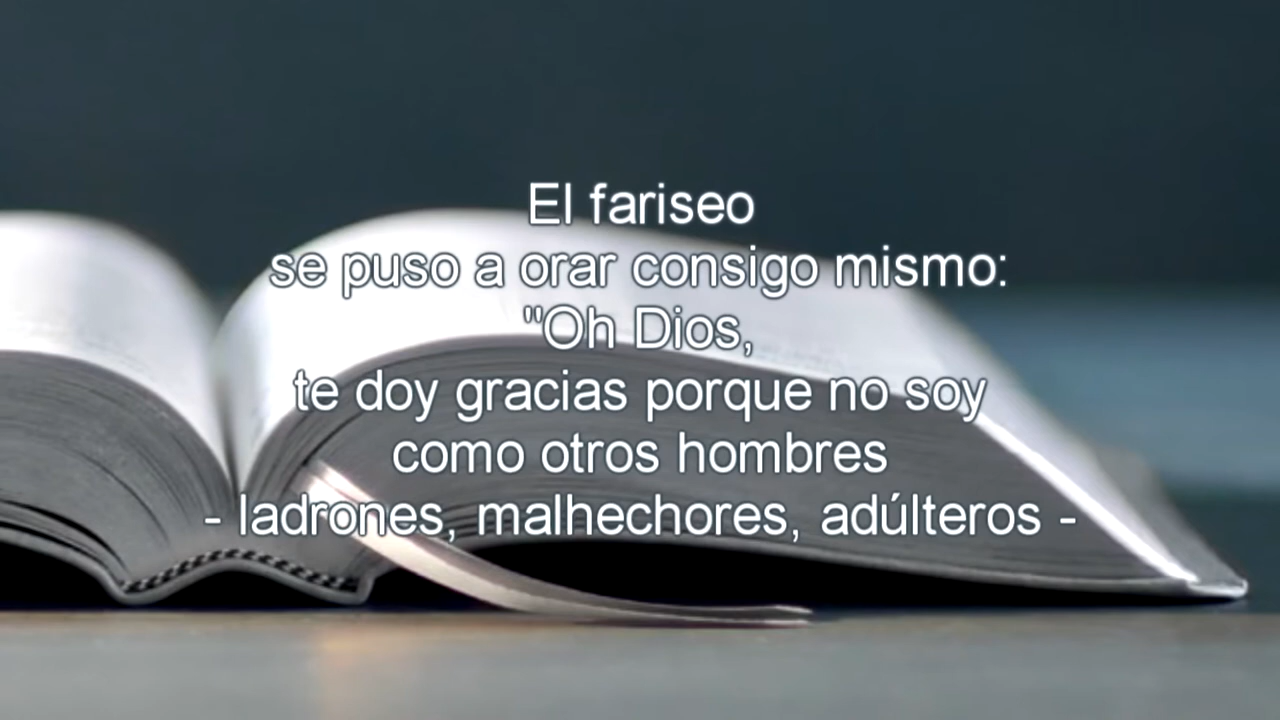 El fariseo
se puso a orar consigo mismo:
"Oh Dios,
te doy gracias porque no soy
como otros hombres
- ladrones, malhechores, adúlteros -